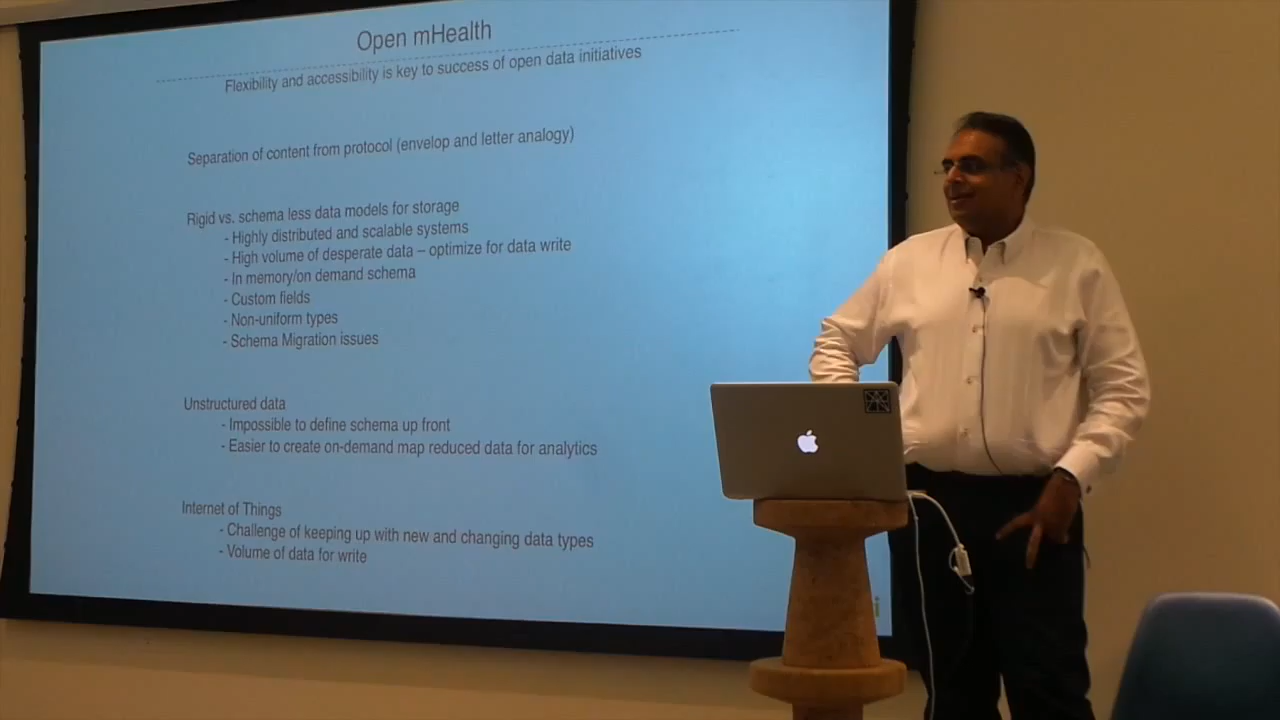 Open mHealth
Flexibility and accessibility is key to success of open data initiatives
Separation of content from protocol (envelop and letter analogy)
Rigid vs. schema less data models for storage
- Highly distributed and scalable systems
- High volume of desperate data – optimize for data write
- In memory/on demand schema
- Custom fields
- Non-uniform types
- Schema Migration issues
Unstructured data
- Impossible to define schema up front
- Easier to create on-demand map reduced data for analytics
Internet of Things
- Challenge of keeping up with new and changing data types
- Volume of data for write